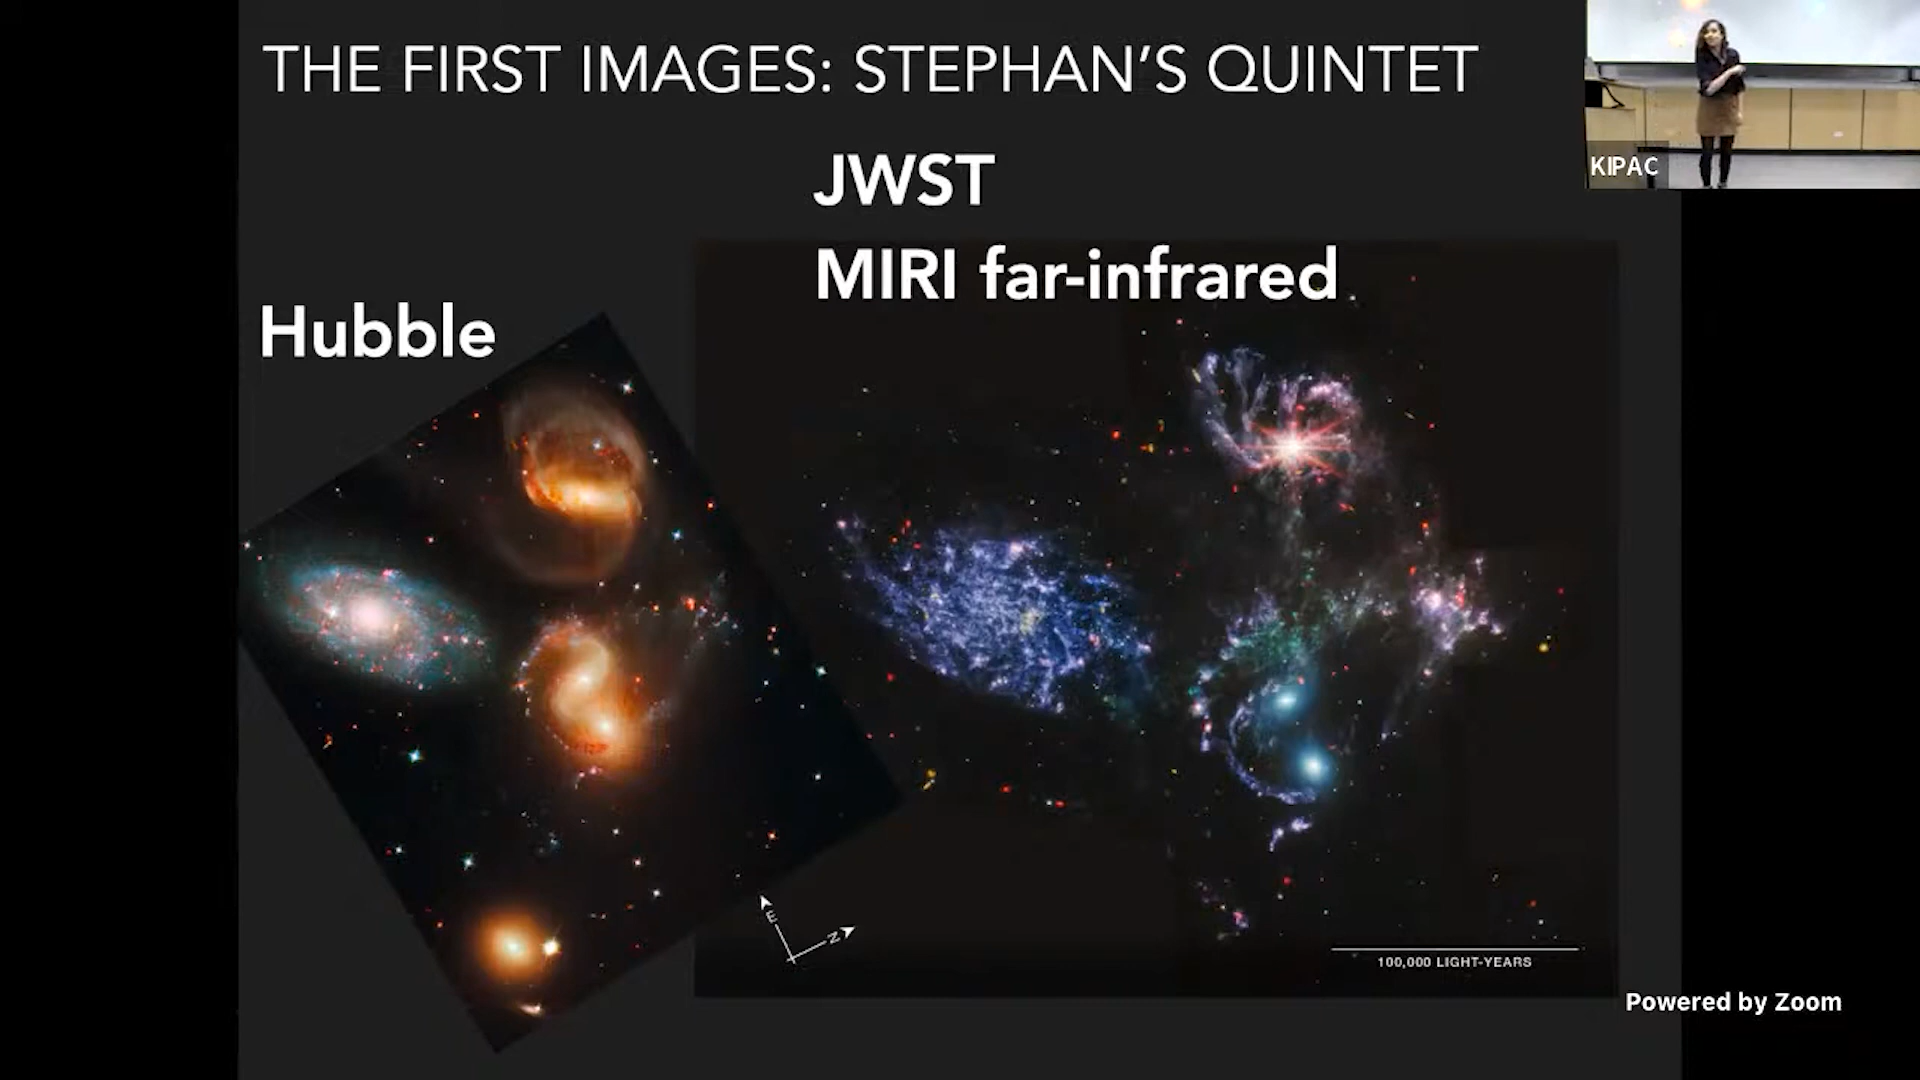 THE FIRST IMAGES: STEPHAN'S QUINTET
KIPAC
JWST
MIRI far-infrared
Hubble
E
N
100,000 LIGHT-YEARS
Powered by Zoom